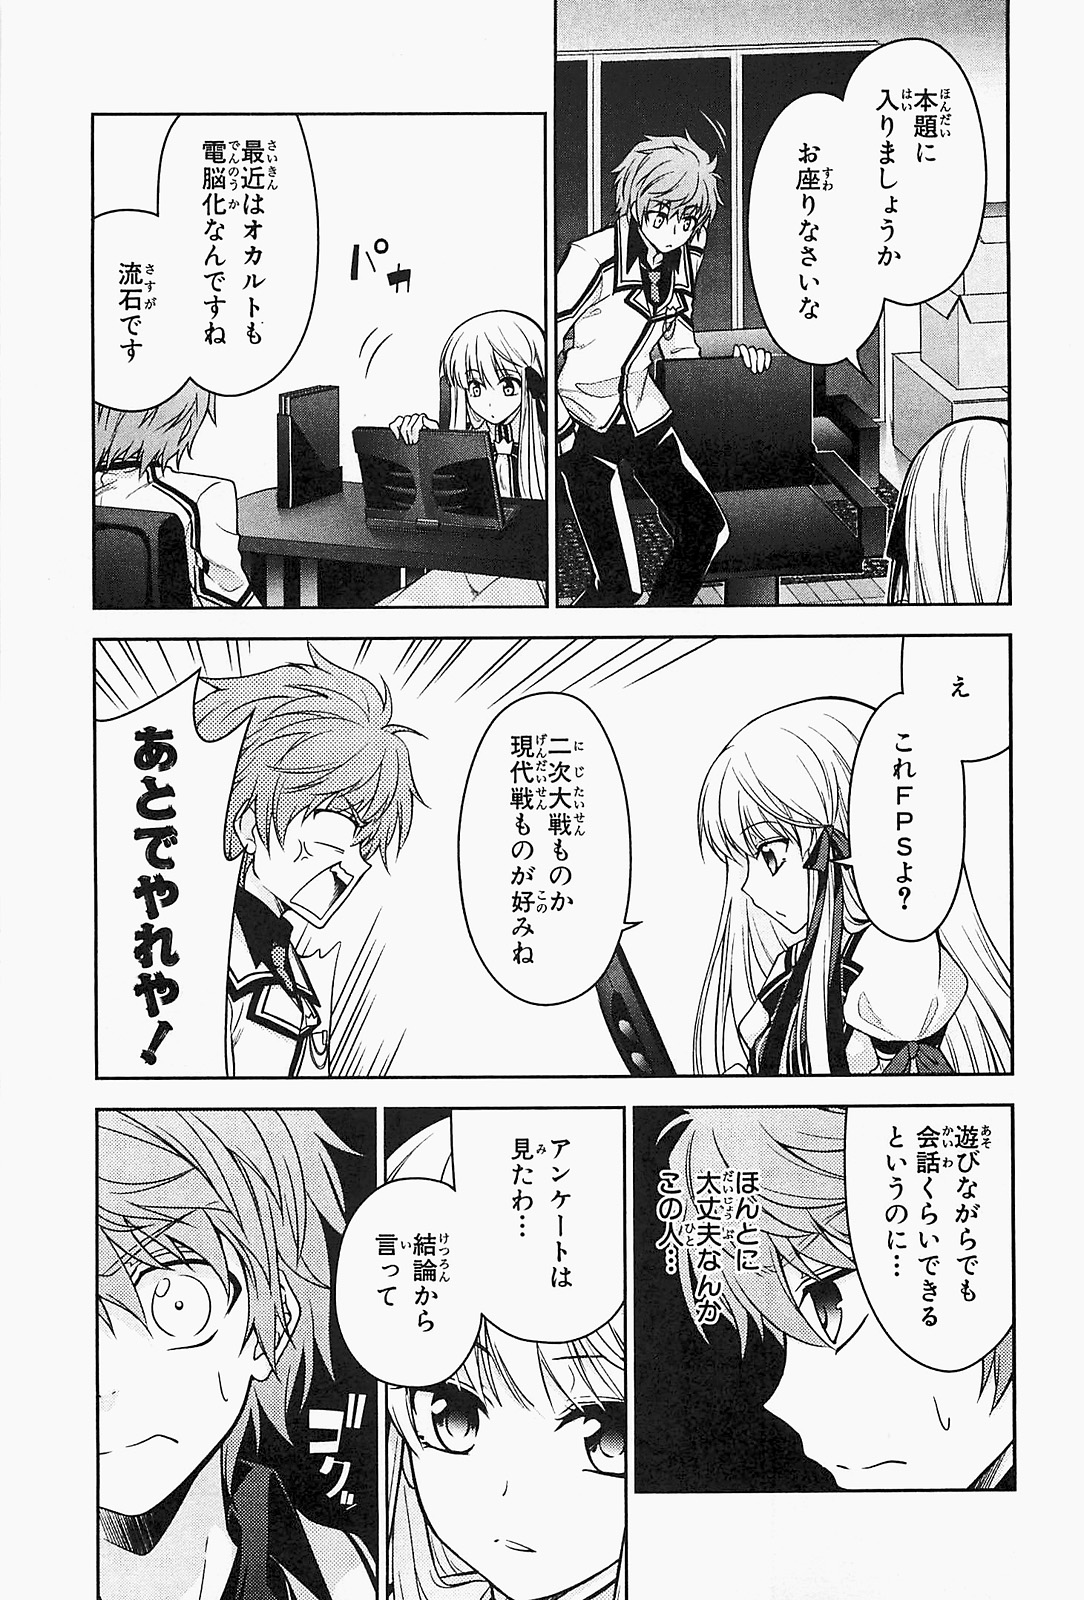 本題に
入りましょうか
お座りなさいな
最近はオカルトも
電脳化なんですね
流石です
パカ
え
これFPSよ?
二次大戦ものか
現代戦ものが好みね
あとでやれや!
遊びながらでも
会話くらいできる
というのに…
ほんとに
大丈夫なんか
この人…
アンケートは
見たわ…
結論から
言って
ゴクッ